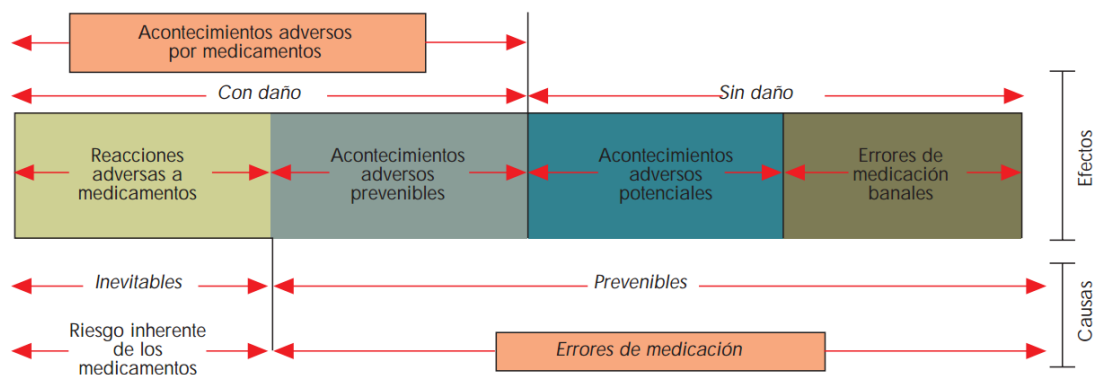 Acontecimientos adversos
por medicamentos
Con daño
Sin daño
Reacciones
adversas a
medicamentos
Acontecimientos
adversos
prevenibles
Acontecimientos
adversos
potenciales
Errores de
medicación
banales
Efectos
Inevitables
Prevenibles
Riesgo inherente
de los
medicamentos
Errores de medicación
Causas